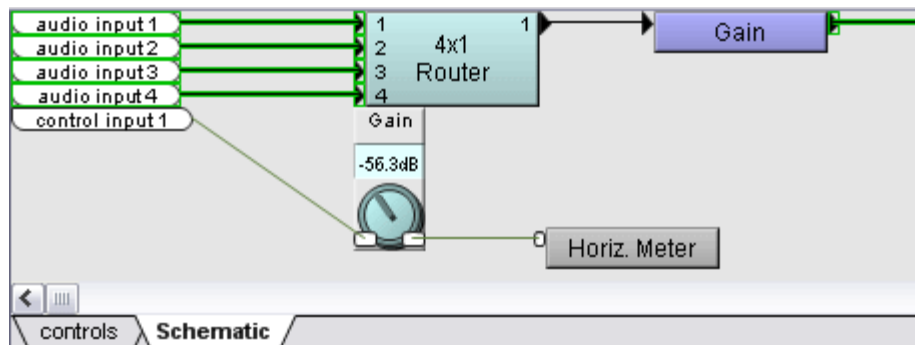 audio input 1
audio input 2
audio input 3
audio input 4
control input 1
1
2
3
4
1
4x1
Router
Gain
Gain
-56.3dB
Horiz. Meter
controls
Schematic